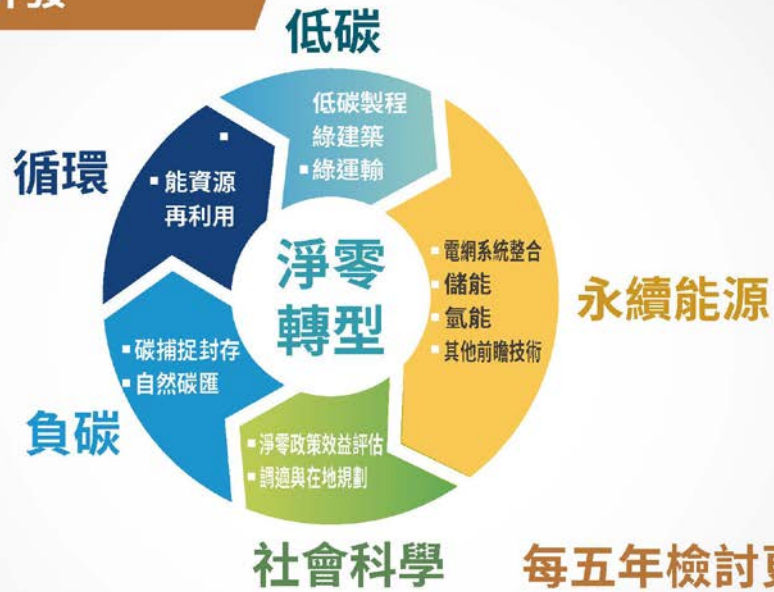 低碳
低碳製程
綠建築
▪綠運輸
循環
▪
▪能資源
再利用
淨零
轉型
▪電網系統整合
▪儲能
▪氫能
▪其他前瞻技術
永續能源
▪碳捕捉封存
▪自然碳匯
負碳
▪淨零政策效益評估
▪調適與在地規劃
社會科學
每五年檢討